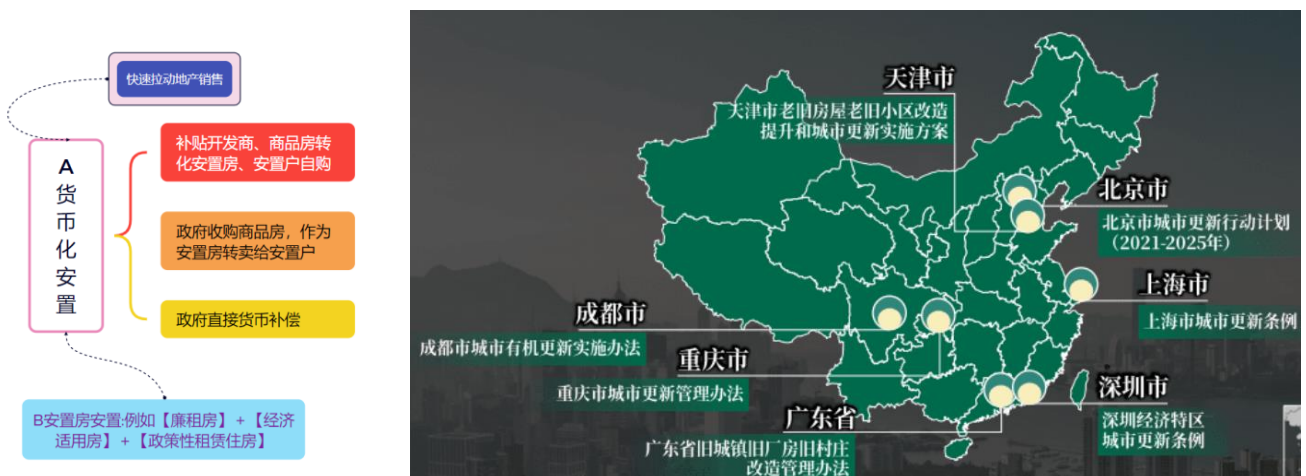 快速拉动地产销售
A
货
币
化
安
置
补贴开发商、商品房转
化安置房、安置户自购
政府收购商品房，作为
安置房转卖给安置户
政府直接货币补偿
B安置房安置:例如【廉租房】+【经济
适用房】+【政策性租赁住房】
天津市
天津市老旧房屋老旧小区改造
提升和城市更新实施方案
北京市
北京市城市更新行动计划
（2021-2025年）
上海市
上海市城市更新条例
成都市
成都市城市有机更新实施办法
重庆市
重庆市城市更新管理办法
广东省
广东省旧城镇旧厂房旧村庄
改造管理办法
深圳市
深圳经济特区
城市更新条例